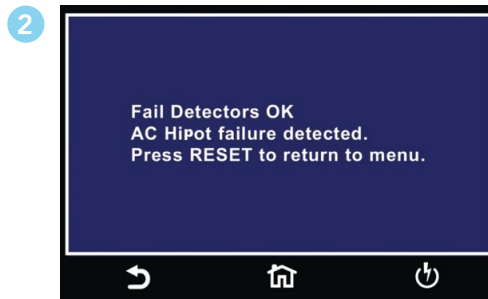 2
Fail Detectors OK
AC HiPot failure detected.
Press RESET to return to menu.